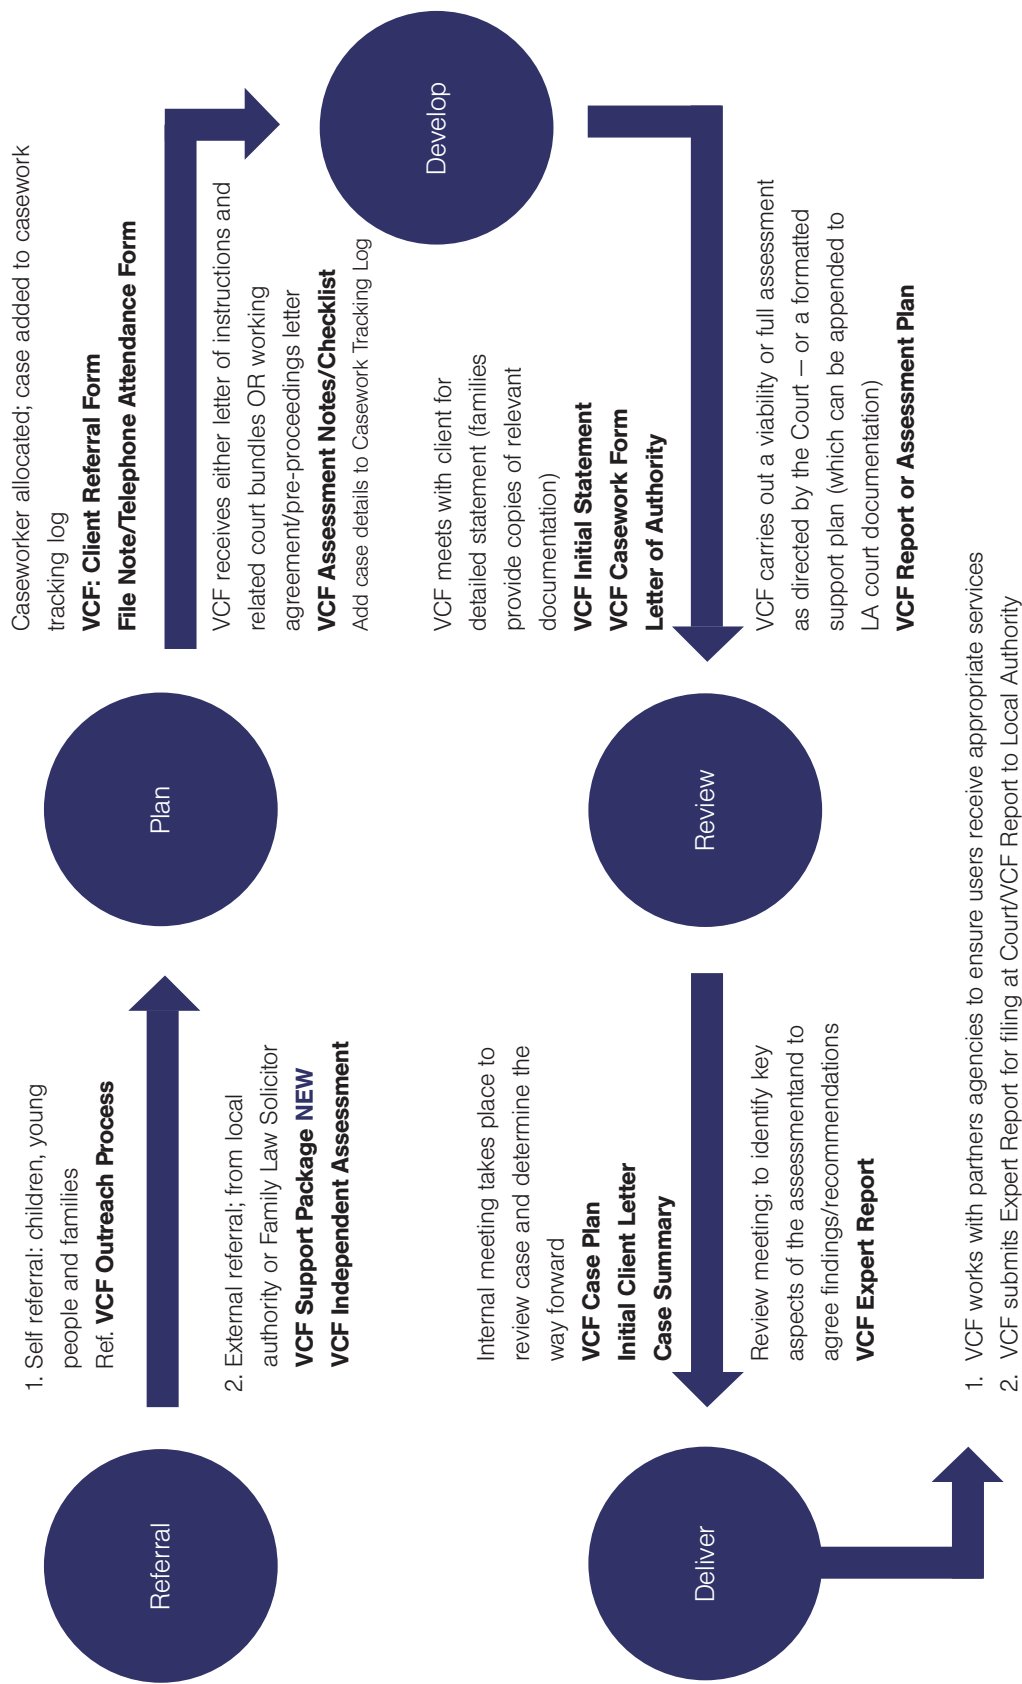 Referral
1. Self referral: children, young
people and families
Ref. VCF Outreach Process
2. External referral; from local
authority or Family Law Solicitor
VCF Support Package NEW
VCF Independent Assessment
Plan
Caseworker allocated; case added to casework
tracking log
VCF: Client Referral Form
File Note/Telephone Attendance Form
VCF receives either letter of instructions and
related court bundles OR working
agreement/pre-proceedings letter
VCF Assessment Notes/Checklist
Add case details to Casework Tracking Log
Develop
VCF meets with client for
detailed statement (families
provide copies of relevant
documentation)
VCF Initial Statement
VCF Casework Form
Letter of Authority
VCF carries out a viability or full assessment
as directed by the Court – or a formatted
support plan (which can be appended to
LA court documentation)
VCF Report or Assessment Plan
Review
Internal meeting takes place to
review case and determine the
way forward
VCF Case Plan
Initial Client Letter
Case Summary
Review meeting; to identify key
aspects of the assessmentand to
agree findings/recommendations
VCF Expert Report
Deliver
1. VCF works with partners agencies to ensure users receive appropriate services
2. VCF submits Expert Report for filing at Court/VCF Report to Local Authority